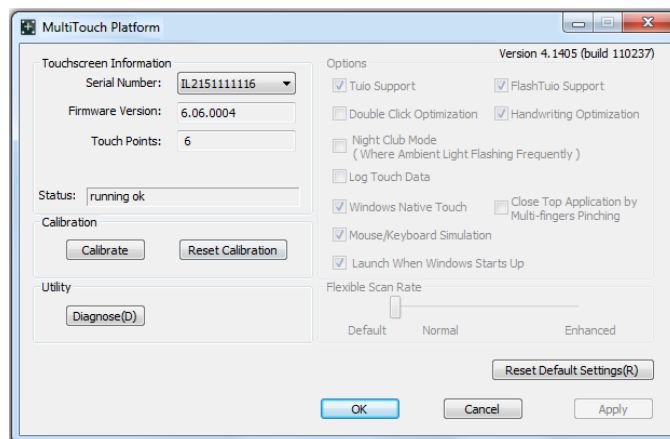 MultiTouch Platform
Version 4.1405 (build 110237)
Touchscreen Information
Serial Number: IL2151111116
Firmware Version: 6.06.0004
Touch Points: 6
Status: running ok
Calibration
Calibrate Reset Calibration
Utility
Diagnose(D)
Options
Tuio Support FlashTuio Support
Double Click Optimization Handwriting Optimization
Night Club Mode
( Where Ambient Light Flashing Frequently )
Log Touch Data
Windows Native Touch Close Top Application by
Multi-fingers Pinching
Mouse/Keyboard Simulation
Launch When Windows Starts Up
Flexible Scan Rate
Default Normal Enhanced
Reset Default Settings(R)
OK Cancel Apply